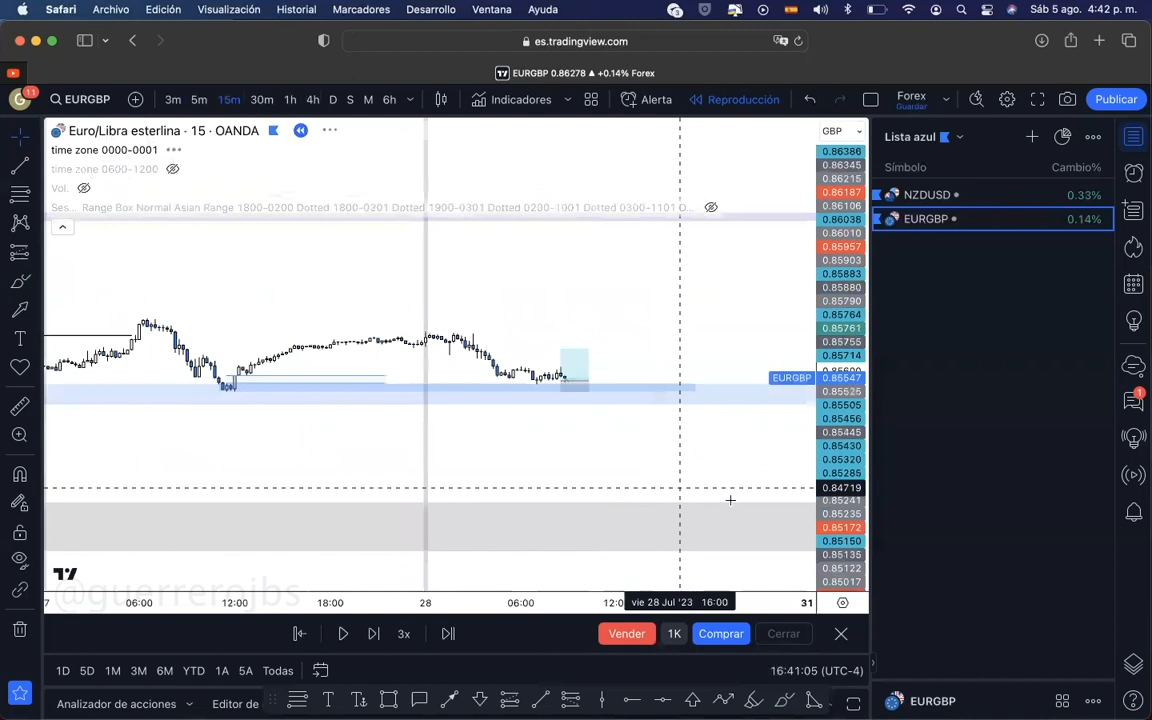 Safari Archivo Edición Visualización Historial Marcadores Desarrollo Ventana Ayuda Sáb 5 ago. 4:42 p. m.
es.tradingview.com
EURGBP 0.86278 ▲ +0.14% Forex
G 11 EURGBP 3m 5m 15m 30m 1h 4h D S M 6h Indicadores Alerta Reproducción Forex Guardar Publicar
Euro/Libra esterlina · 15 · OANDA
GBP
Lista azul
time zone 0000-0001
Símbolo Cambio%
time zone 0600-1200
Vol.
Ses... Range Box Normal Asian Range 1800-0200 Dotted 1800-0201 Dotted 1900-0301 Dotted 0200-1001 Dotted 0300-1101 O...
NZDUSD 0.33%
EURGBP 0.14%
0.86386
0.86345
0.86215
0.86187
0.86106
0.86038
0.86010
0.85957
0.85903
0.85883
0.85880
0.85790
0.85764
0.85761
0.85755
0.85714
EURGBP 0.85547
0.85525
0.85505
0.85456
0.85445
0.85430
0.85320
0.85285
0.84719
0.85241
0.85235
0.85172
0.85150
0.85135
0.85122
0.85017
1
@guerrerojbs
7 06:00 12:00 18:00 28 06:00 12:0 vie 28 Jul '23 16:00 31
3x Vender 1K Comprar Cerrar
1D 5D 1M 3M 6M YTD 1A 5A Todas 16:41:05 (UTC-4)
Analizador de acciones Editor de EURGBP